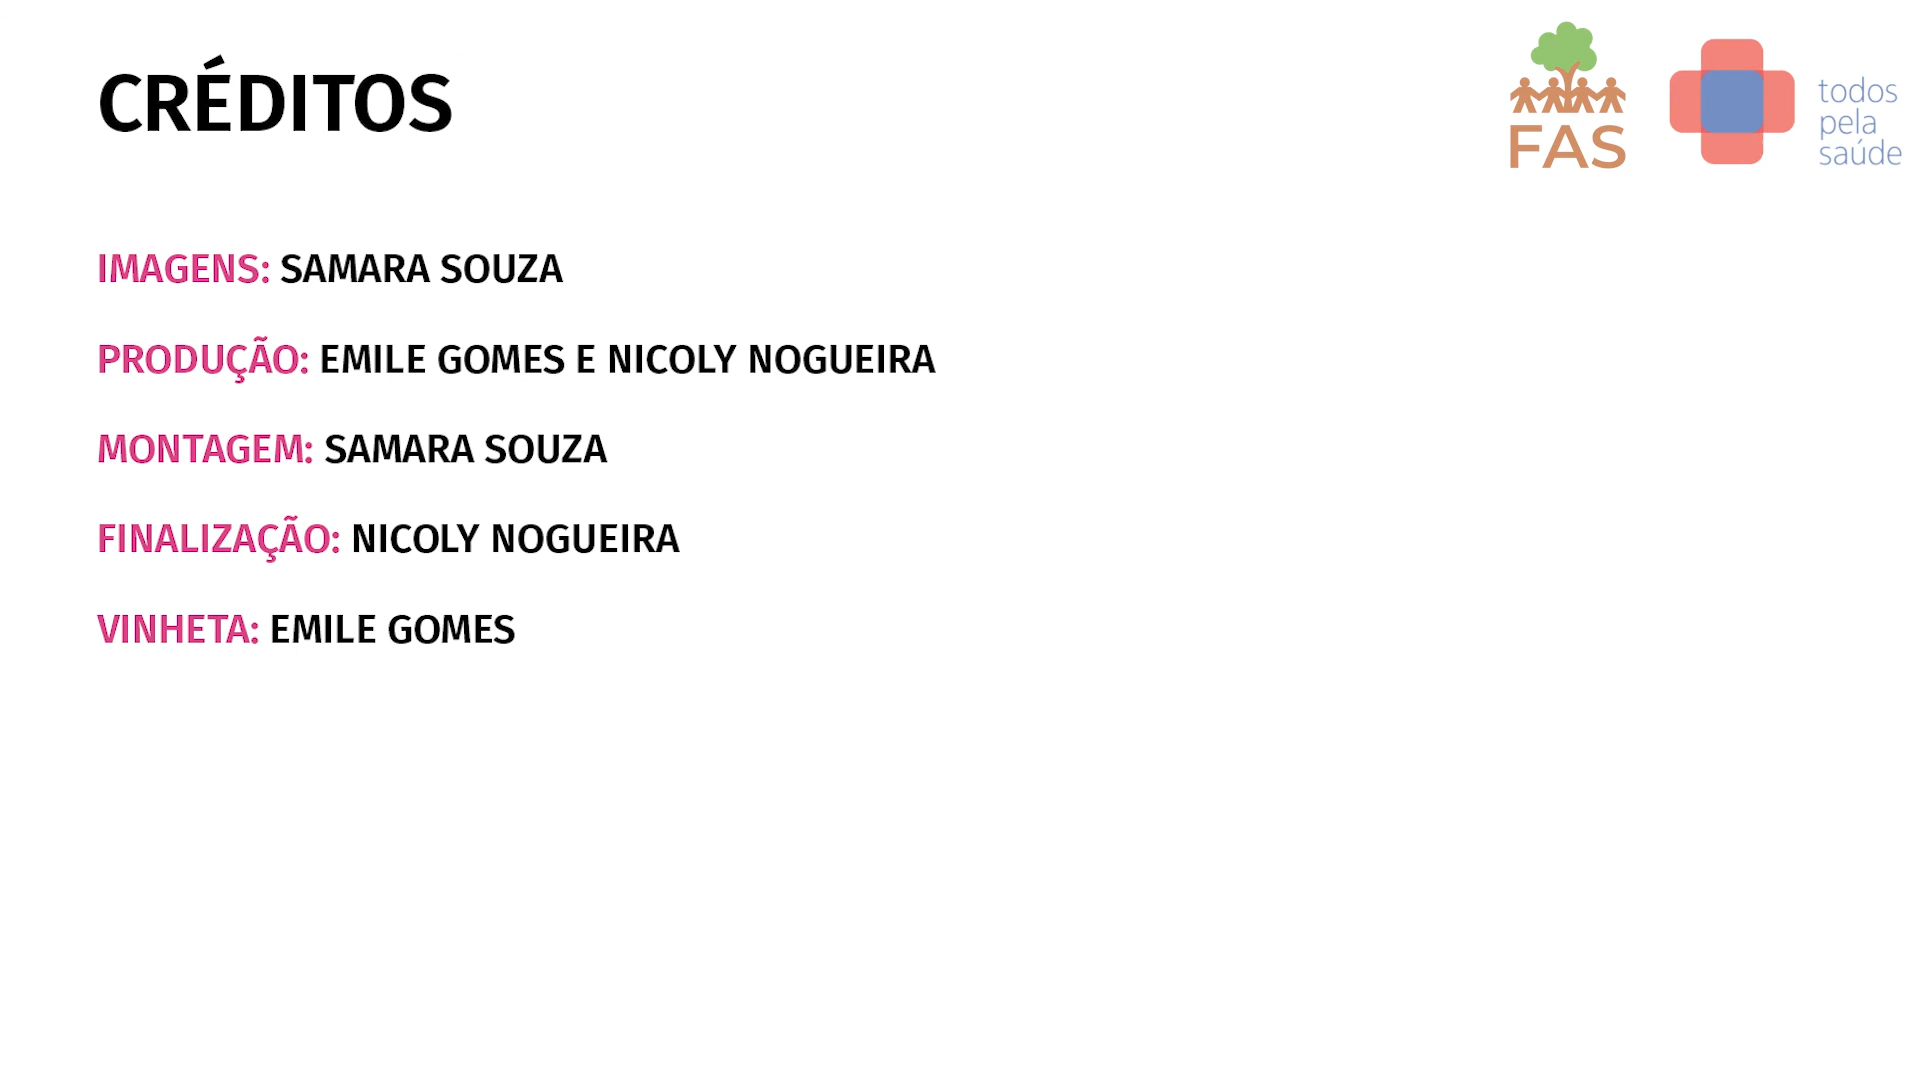 CRÉDITOS
FAS
todos
pela
saúde
IMAGENS: SAMARA SOUZA
PRODUÇÃO: EMILE GOMES E NICOLY NOGUEIRA
MONTAGEM: SAMARA SOUZA
FINALIZAÇÃO: NICOLY NOGUEIRA
VINHETA: EMILE GOMES